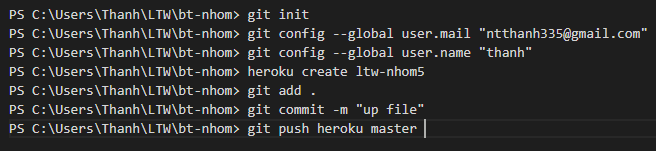 PS C:\Users\Thanh\LTW\bt-nhom> git init
PS C:\Users\Thanh\LTW\bt-nhom> git config --global user.mail "ntthanh335@gmail.com"
PS C:\Users\Thanh\LTW\bt-nhom> git config --global user.name "thanh"
PS C:\Users\Thanh\LTW\bt-nhom> heroku create ltw-nhom5
PS C:\Users\Thanh\LTW\bt-nhom> git add .
PS C:\Users\Thanh\LTW\bt-nhom> git commit -m "up file"
PS C:\Users\Thanh\LTW\bt-nhom> git push heroku master